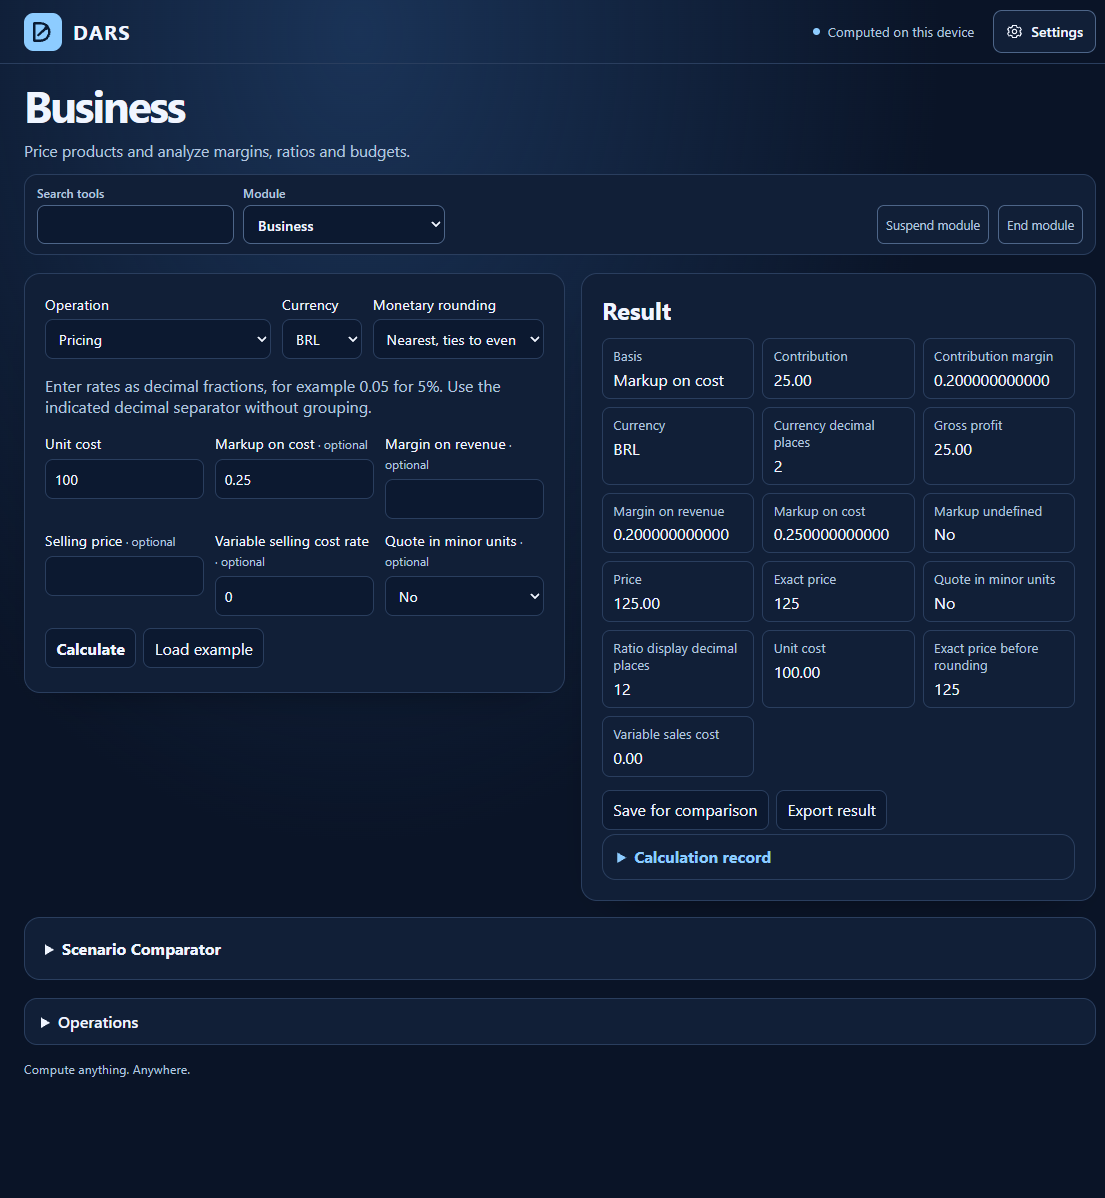 DARS
Computed on this device
Settings
Business
Price products and analyze margins, ratios and budgets.
Search tools
Module
Business
Suspend module
End module
Operation
Currency
Monetary rounding
Pricing
BRL
Nearest, ties to even
Enter rates as decimal fractions, for example 0.05 for 5%. Use the
indicated decimal separator without grouping.
Unit cost
Markup on cost · optional
Margin on revenue ·
optional
100
0.25
Selling price · optional
Variable selling cost rate
· optional
Quote in minor units ·
optional
0
No
Calculate
Load example
Result
Basis
Markup on cost
Contribution
25.00
Contribution margin
0.200000000000
Currency
BRL
Currency decimal
places
2
Gross profit
25.00
Margin on revenue
0.200000000000
Markup on cost
0.250000000000
Markup undefined
No
Price
125.00
Exact price
125
Quote in minor units
No
Ratio display decimal
places
12
Unit cost
100.00
Exact price before
rounding
125
Variable sales cost
0.00
Save for comparison
Export result
Calculation record
Scenario Comparator
Operations
Compute anything. Anywhere.